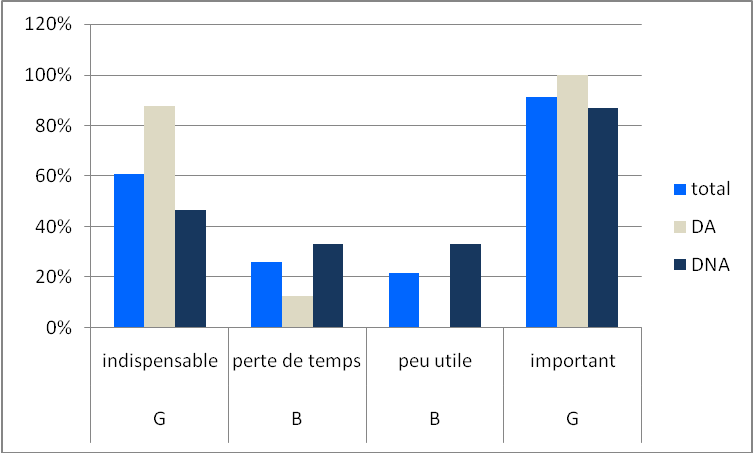 120%
100%
80%
60%
40%
20%
0%
indispensable perte de temps peu utile important
G B B G
total
DA
DNA